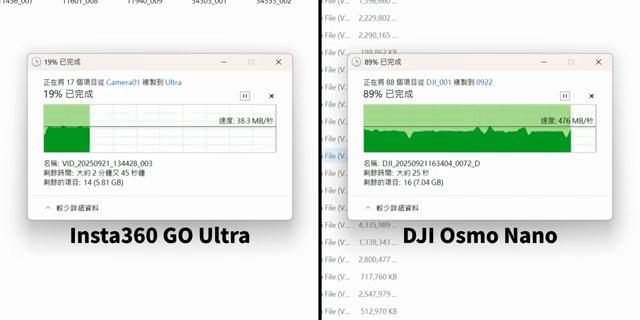 11456_007 11601_008 11940_009 34305_001 34355_002
19% 已完成
正在將 17 個項目從 Camera01 複製到 Ultra
19% 已完成
速度: 38.3 MB/秒
名稱: VID_20250921_134428_003
剩餘時間: 大約 2 分鐘又 45 秒鐘
剩餘的項目: 14 (5.81 GB)
較少詳細資料
Insta360 GO Ultra
File (V... 1,596,660 ...
File (V... 2,229,802 ...
File (V... 2,290,165 ...
File (V... 189,862 KB
89% 已完成
正在將 88 個項目從 DJI_001 複製到 0922
89% 已完成
速度: 476 MB/秒
名稱: DJI_20250921163404_0072_D
剩餘時間: 大約 25 秒
剩餘的項目: 16 (7.04 GB)
較少詳細資料
File (V... 4,335,989 ...
DJI Osmo Nano
File (V... 1,338,343 ...
File (V... 2,800,477 ...
File (V... 717,760 KB
File (V... 2,547,979 ...
File (V... 512,970 KB